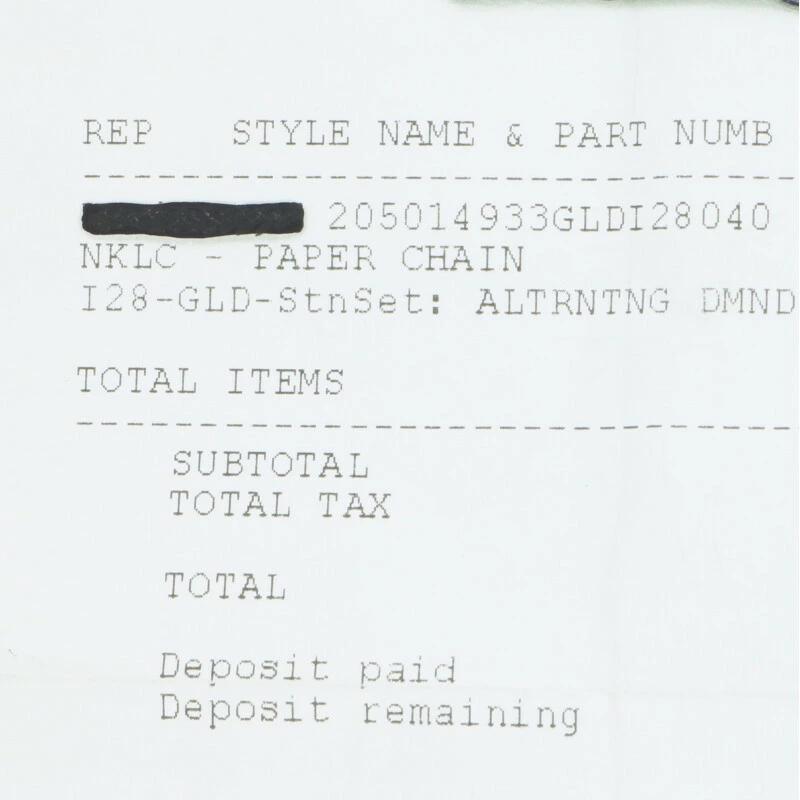 REP STYLE NAME & PART NUMB
205014933GLDI28040
NKLC - PAPER CHAIN
I28-GLD-StnSet: ALTRNTNG DMND
TOTAL ITEMS
SUBTOTAL
TOTAL TAX
TOTAL
Deposit paid
Deposit remaining